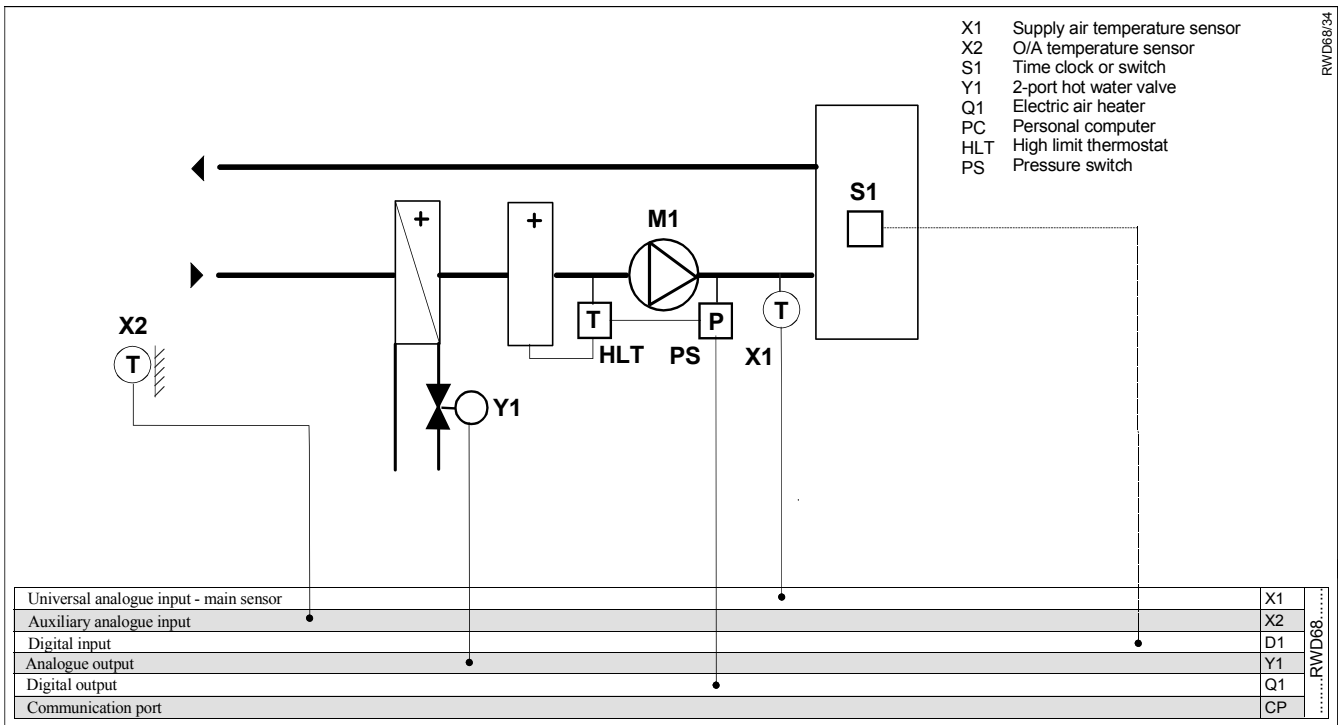 X1 Supply air temperature sensor
X2 O/A temperature sensor
S1 Time clock or switch
Y1 2-port hot water valve
Q1 Electric air heater
PC Personal computer
HLT High limit thermostat
PS Pressure switch
RWD68/34
S1
M1
+
+
X2
T
T
P
T
HLT
PS
X1
Y1
Universal analogue input - main sensor X1
Auxiliary analogue input X2
Digital input D1
Analogue output Y1
Digital output Q1
Communication port CP
.......RWD68.......